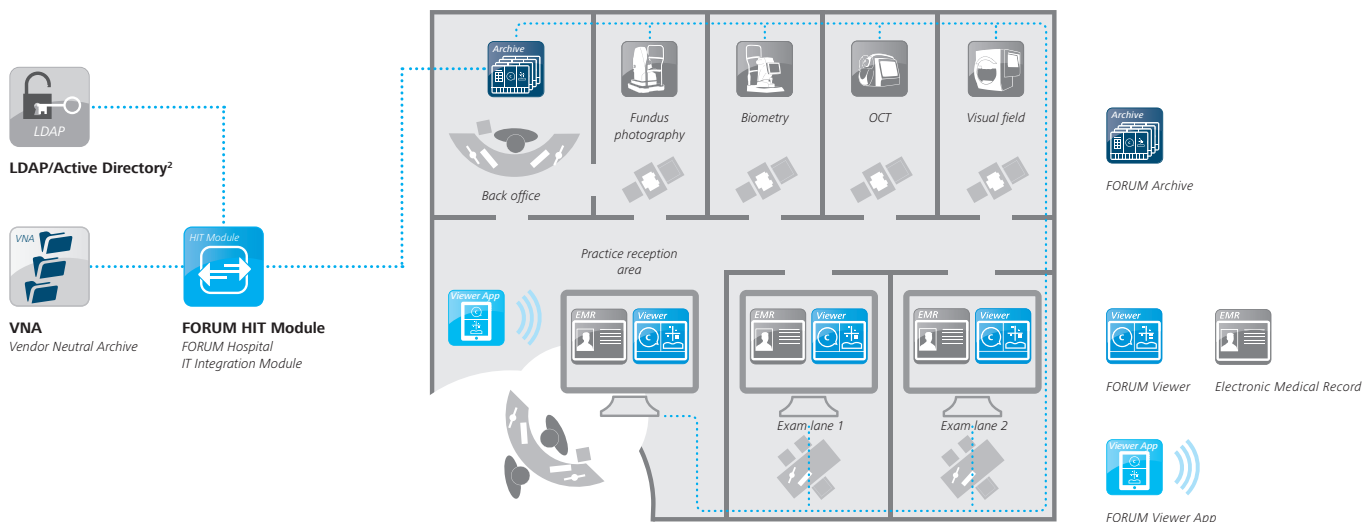 LDAP
LDAP/Active Directory²
VNA
VNA
Vendor Neutral Archive
HIT Module
FORUM HIT Module
FORUM Hospital
IT Integration Module
Archive
Back office
Fundus
photography
Biometry
OCT
Visual field
Practice reception
area
Viewer App
EMR
Viewer
C
EMR
Viewer
C
Exam lane 1
EMR
Viewer
C
Exam lane 2
Archive
FORUM Archive
Viewer
C
FORUM Viewer
EMR
Electronic Medical Record
Viewer App
C
FORUM Viewer App